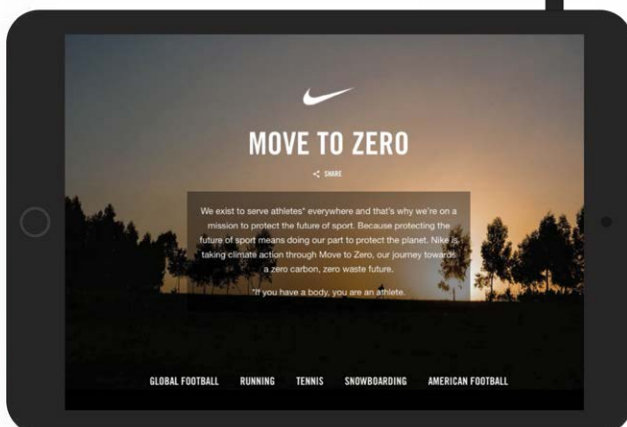 MOVE TO ZERO
SHARE
We exist to serve athletes* everywhere and that's why we're on a
mission to protect the future of sport. Because protecting the
future of sport means doing our part to protect the planet. Nike is
taking climate action through Move to Zero, our journey towards
a zero carbon, zero waste future.
*If you have a body, you are an athlete.
GLOBAL FOOTBALL RUNNING TENNIS SNOWBOARDING AMERICAN FOOTBALL